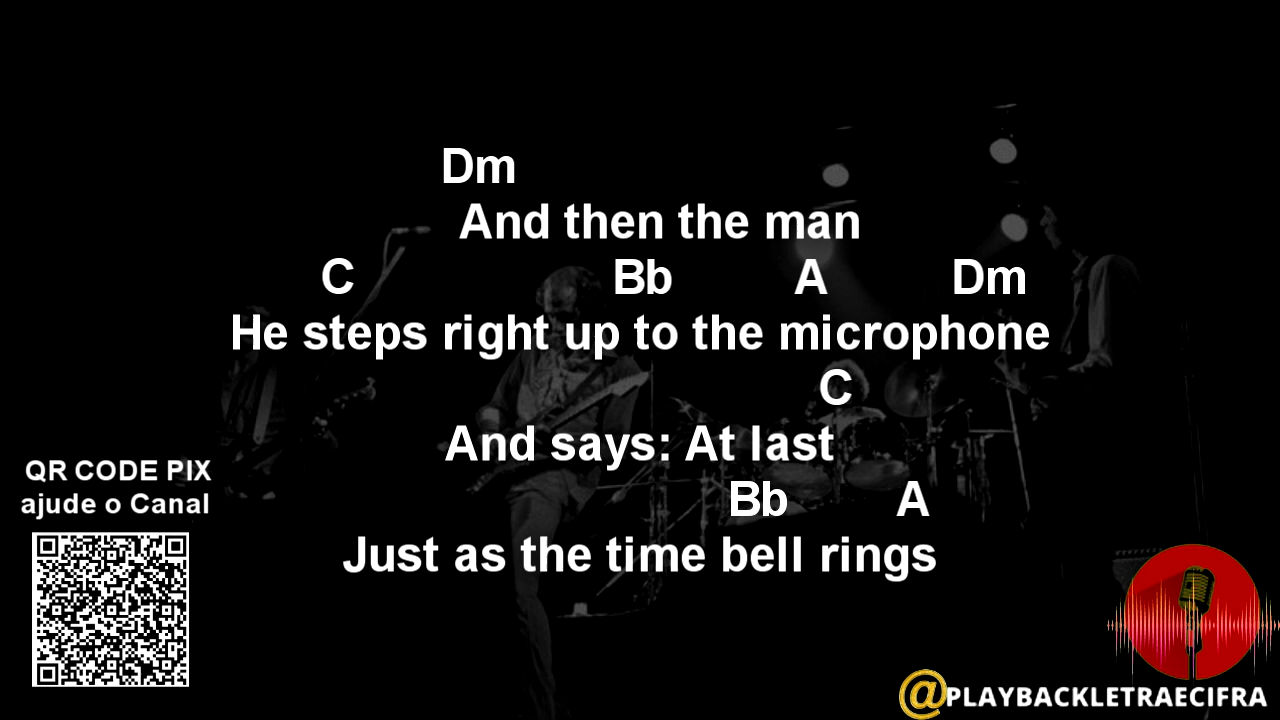 Dm
And then the man
C Bb A Dm
He steps right up to the microphone
C
And says: At last
Bb A
Just as the time bell rings
QR CODE PIX
ajude o Canal
@PLAYBACKLETRAECIFRA